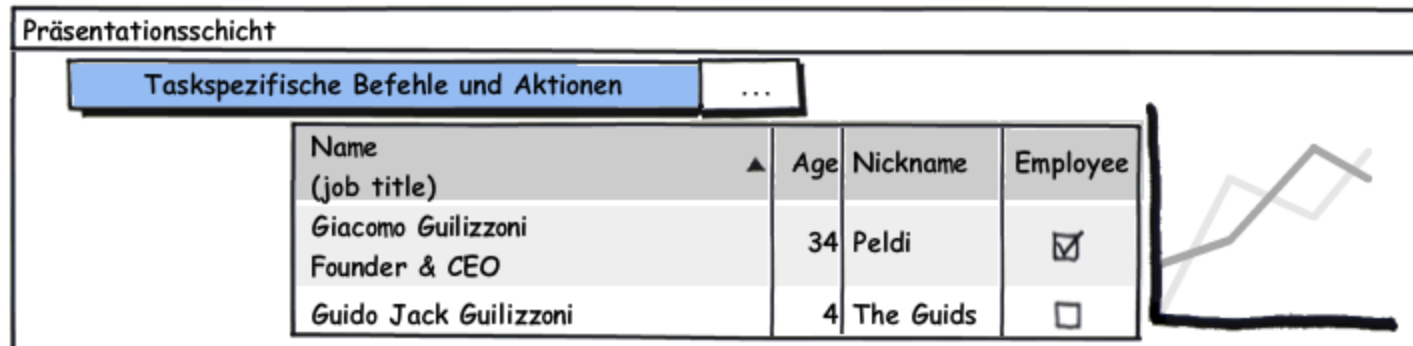 Präsentationsschicht
Taskspezifische Befehle und Aktionen ...
Name
(job title) ▲ Age Nickname Employee
Giacomo Guilizzoni
Founder & CEO 34 Peldi
Guido Jack Guilizzoni 4 The Guids